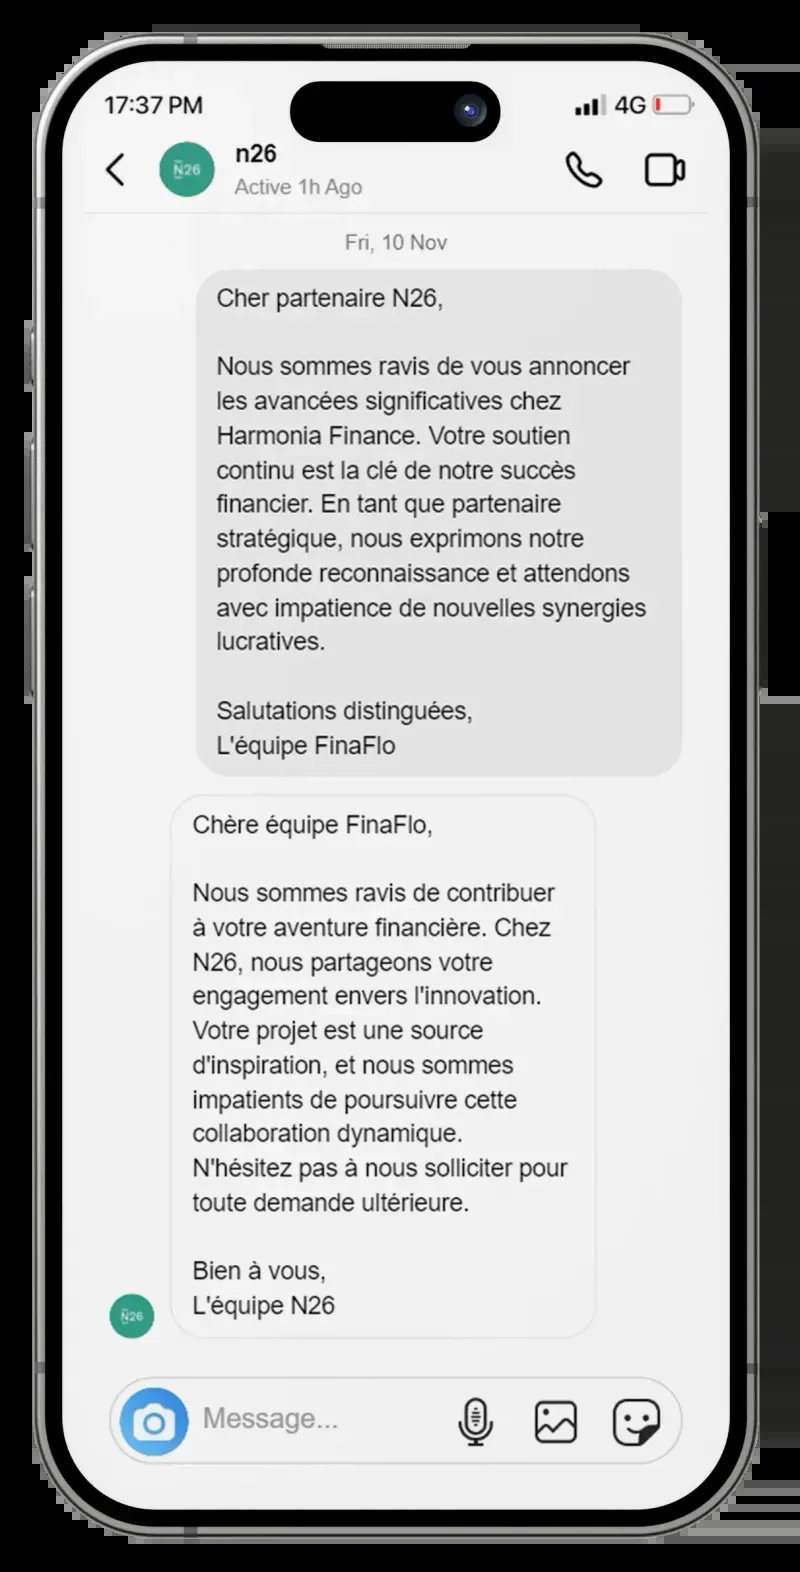 17:37 PM
4G
N26
n26
Active 1h Ago
Fri, 10 Nov
Cher partenaire N26,
Nous sommes ravis de vous annoncer
les avancées significatives chez
Harmonia Finance. Votre soutien
continu est la clé de notre succès
financier. En tant que partenaire
stratégique, nous exprimons notre
profonde reconnaissance et attendons
avec impatience de nouvelles synergies
lucratives.
Salutations distinguées,
L'équipe FinaFlo
Chère équipe FinaFlo,
Nous sommes ravis de contribuer
à votre aventure financière. Chez
N26, nous partageons votre
engagement envers l'innovation.
Votre projet est une source
d'inspiration, et nous sommes
impatients de poursuivre cette
collaboration dynamique.
N'hésitez pas à nous solliciter pour
toute demande ultérieure.
Bien à vous,
L'équipe N26
N26
Message...